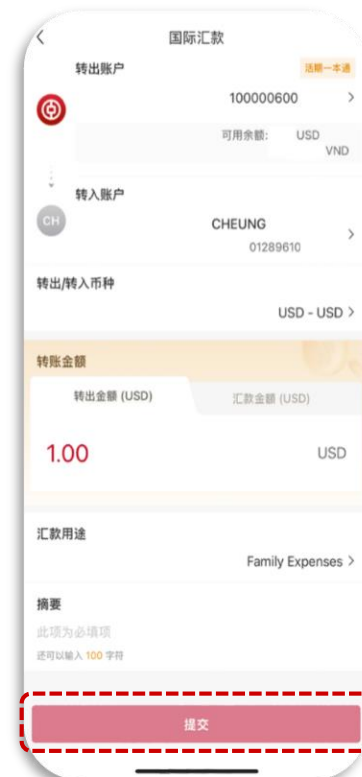 国际汇款
转出账户
活期一本通
100000600
可用余额: USD
VND
转入账户
CH
CHEUNG
01289610
转出/转入币种
USD - USD
转账金额
转出金额 (USD)
汇款金额 (USD)
1.00
USD
汇款用途
Family Expenses
摘要
此项为必填项
还可以输入 100 字符
提交